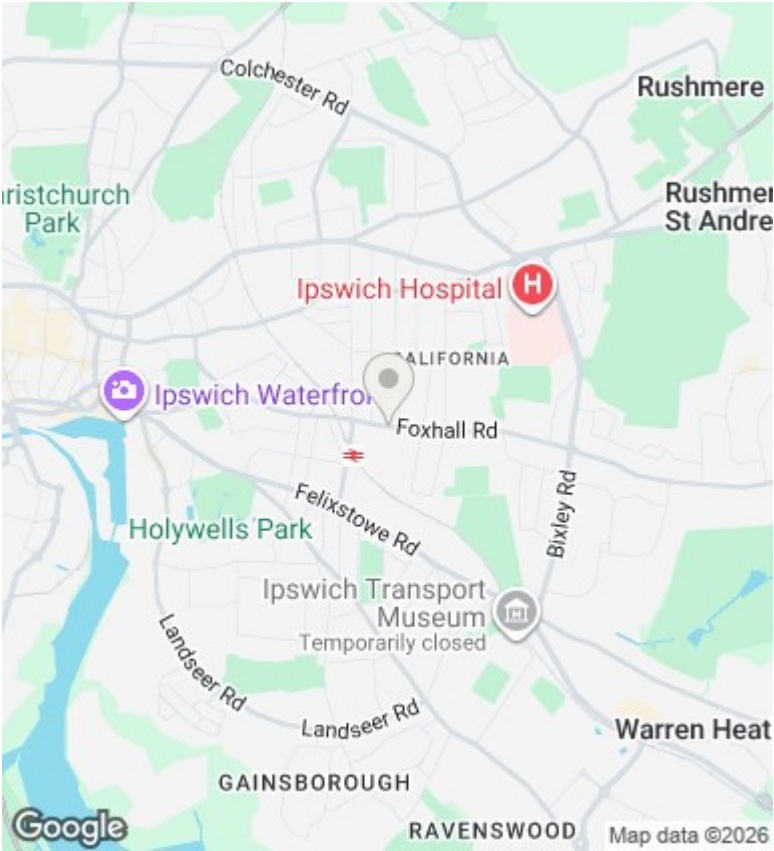 Colchester Rd
Rushmere
ristchurch
Park
Rushmer
St Andre
Ipswich Hospital
H
CALIFORNIA
Ipswich Waterfron
Foxhall Rd
Felixstowe Rd
Bixley Rd
Holywells Park
Ipswich Transport
Museum
Temporarily closed
Landseer Rd
Landseer Rd
Warren Heat
GAINSBOROUGH
RAVENSWOOD
Google
Map data ©2026